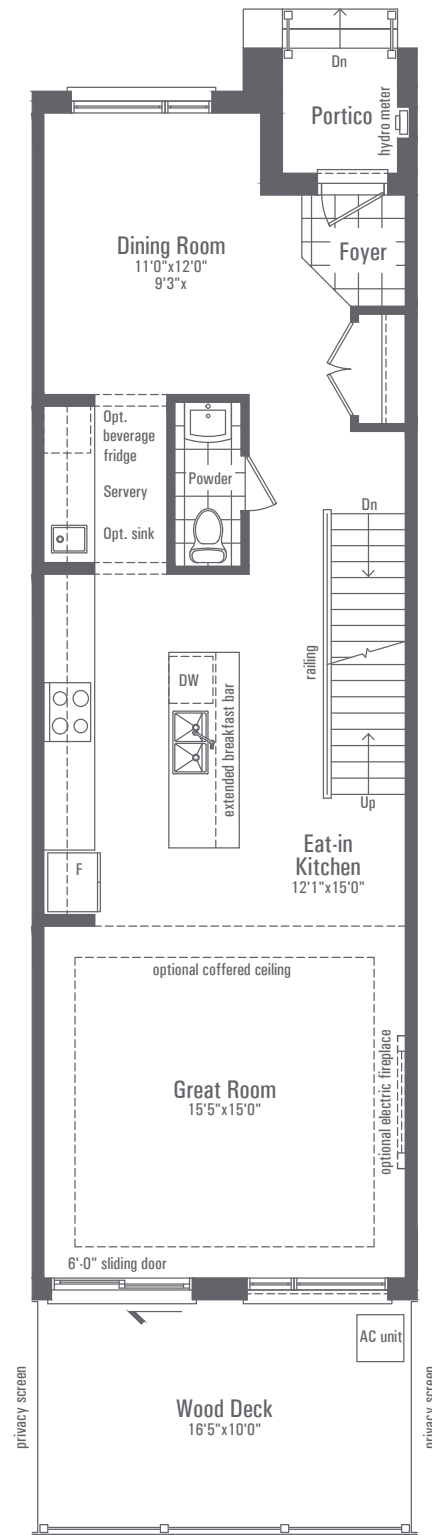 Dn
Portico
hydro meter
Dining Room
11'0"x12'0"
9'3"x
Foyer
Opt.
beverage
fridge
Servery
Opt. sink
Powder
Dn
railing
DW
extended breakfast bar
Up
F
Eat-in
Kitchen
12'1"x15'0"
optional coffered ceiling
Great Room
15'5"x15'0"
optional electric fireplace
6'-0" sliding door
AC unit
privacy screen
Wood Deck
16'5"x10'0"
privacy screen